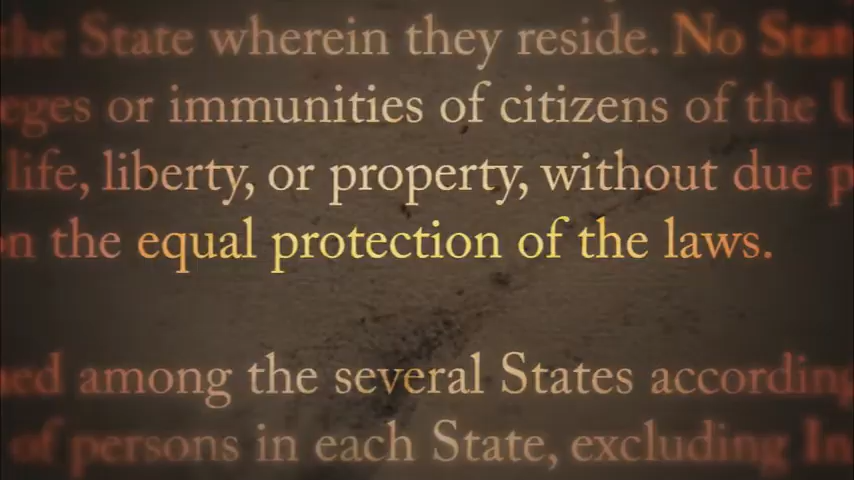 the State wherein they reside. No Stat
eges or immunities of citizens of the U
life, liberty, or property, without due p
on the equal protection of the laws.
ned among the several States according
of persons in each State, excluding In